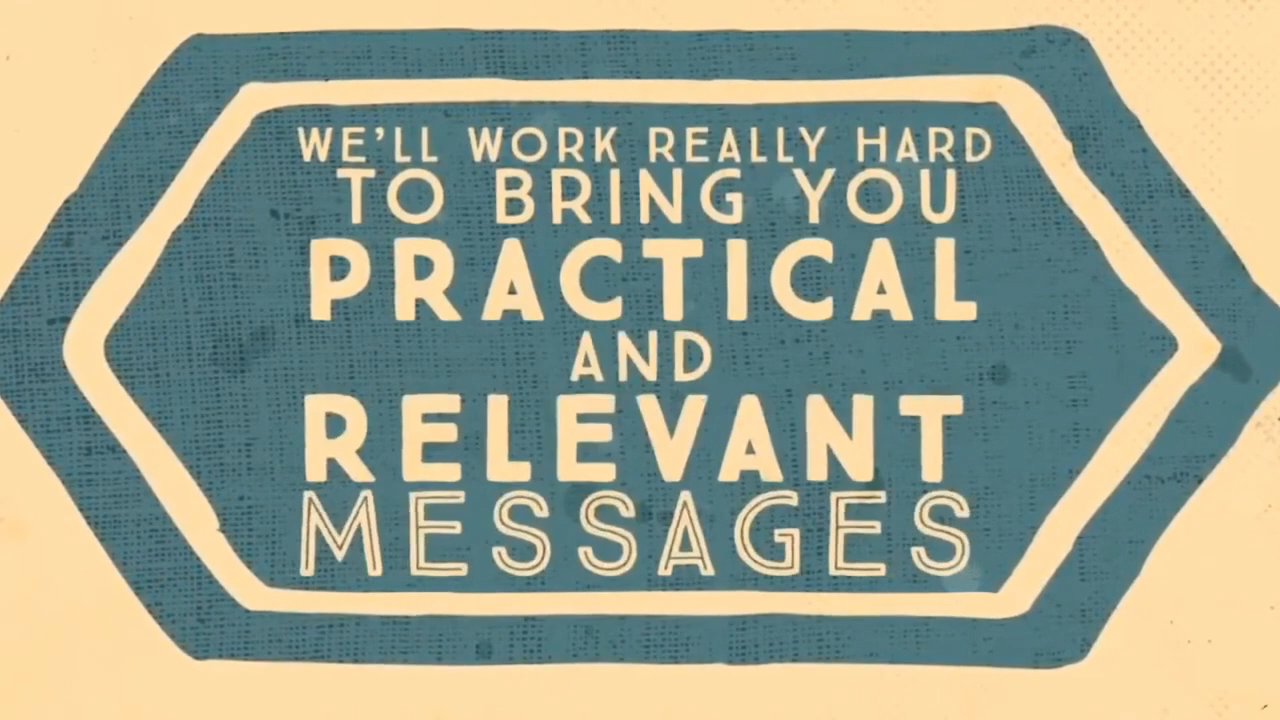 WE'LL WORK REALLY HARD
TO BRING YOU
PRACTICAL
AND
RELEVANT
MESSAGES